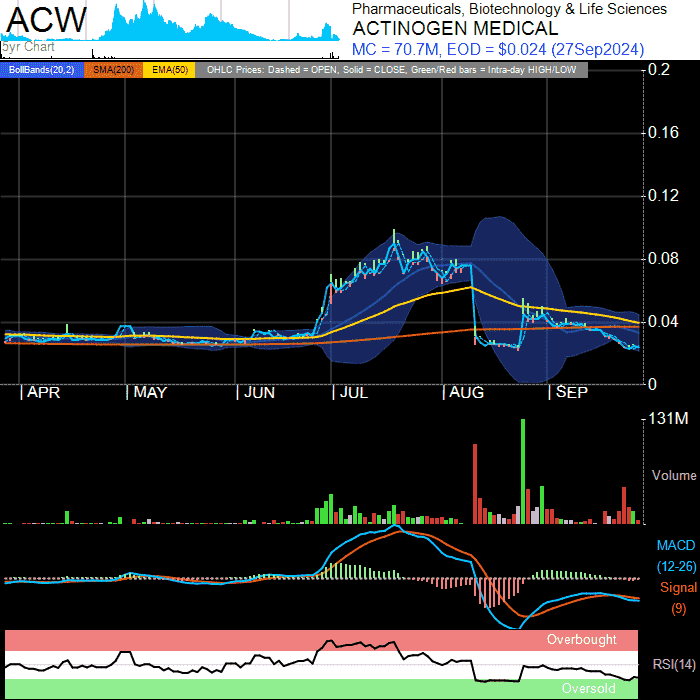 ACW
Pharmaceuticals, Biotechnology & Life Sciences
ACTINOGEN MEDICAL
5yr Chart
MC = 70.7M, EOD = $0.024 (27Sep2024)
BollBands(20,2) SMA(200) EMA(50) OHLC Prices: Dashed = OPEN, Solid = CLOSE, Green/Red bars = Intra-day HIGH/LOW
0.2
0.16
0.12
0.08
0.04
0
APR MAY JUN JUL AUG SEP
131M
Volume
MACD
(12-26)
Signal
(9)
Overbought
RSI(14)
Oversold